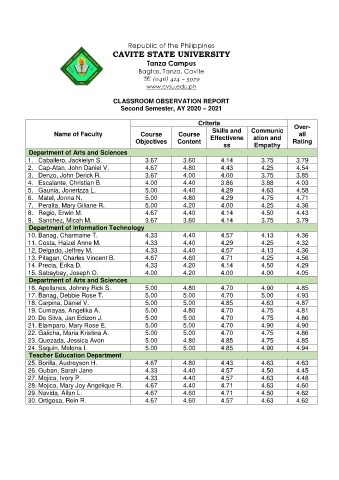 Republic of the Philippines
CAVITE STATE UNIVERSITY
Tanza Campus
Bagtas, Tanza, Cavite
☏ (046) 414 – 3979
www.cvsu.edu.ph
CLASSROOM OBSERVATION REPORT
Second Semester, AY 2020 – 2021
Name of Faculty Criteria Over-all Rating
Course Objectives Course Content Skills and Effectiveness Communication and Empathy
Department of Arts and Sciences
1. Caballero, Jackielyn S. 3.67 3.60 4.14 3.75 3.79
2. Cap-Atan, John Daniel V. 4.67 4.80 4.43 4.25 4.54
3. Denzo, John Derick R. 3.67 4.00 4.00 3.75 3.85
4. Escalante, Christian B. 4.00 4.40 3.86 3.88 4.03
5. Gaunia, Jonertzza L. 5.00 4.40 4.29 4.63 4.58
6. Matel, Jonna N. 5.00 4.80 4.29 4.75 4.71
7. Peralta, Mary Giliane R. 5.00 4.20 4.00 4.25 4.36
8. Regio, Erwin M. 4.67 4.40 4.14 4.50 4.43
9. Sanchez, Micah M. 3.67 3.60 4.14 3.75 3.79
Department of Information Technology
10. Banag, Charmaine T. 4.33 4.40 4.57 4.13 4.36
11. Costa, Haizel Anne M. 4.33 4.40 4.29 4.25 4.32
12. Delgado, Jeffrey M. 4.33 4.40 4.57 4.13 4.36
13. Pitagan, Charles Vincent B. 4.67 4.60 4.71 4.25 4.56
14. Precia, Erika D. 4.33 4.20 4.14 4.50 4.29
15. Sabaybay, Joseph O. 4.00 4.20 4.00 4.00 4.05
Department of Arts and Sciences
16. Apollanes, Johnny Rick S. 5.00 4.80 4.70 4.90 4.85
17. Banag, Debbie Rose T. 5.00 4.70 4.70 5.00 4.93
18. Carpina, Daniel V. 5.00 5.00 4.85 4.63 4.87
19. Cumayas, Angelika A. 5.00 4.80 4.70 4.75 4.81
20. De Silva, Jan Edizon J. 5.00 5.00 4.70 4.75 4.86
21. Elamparo, Mary Rose E. 5.00 5.00 4.70 4.90 4.90
22. Galicha, Maria Kristina A. 5.00 5.00 4.70 4.75 4.86
23. Quezada, Jessica Avon 5.00 4.80 4.85 4.75 4.85
24. Saquin, Molona I. 5.00 5.00 4.85 4.90 4.94
Teacher Education Department
25. Borilla, Audreyson H. 4.67 4.80 4.43 4.63 4.63
26. Guban, Sarah Jane 4.33 4.40 4.57 4.50 4.45
27. Mojica, Ivory P. 4.33 4.40 4.57 4.63 4.48
28. Mojica, Mary Joy Angelique R. 4.67 4.40 4.71 4.63 4.60
29. Navida, Allan L. 4.67 4.60 4.71 4.50 4.62
30. Ortigosa, Rein R. 4.67 4.60 4.57 4.63 4.62